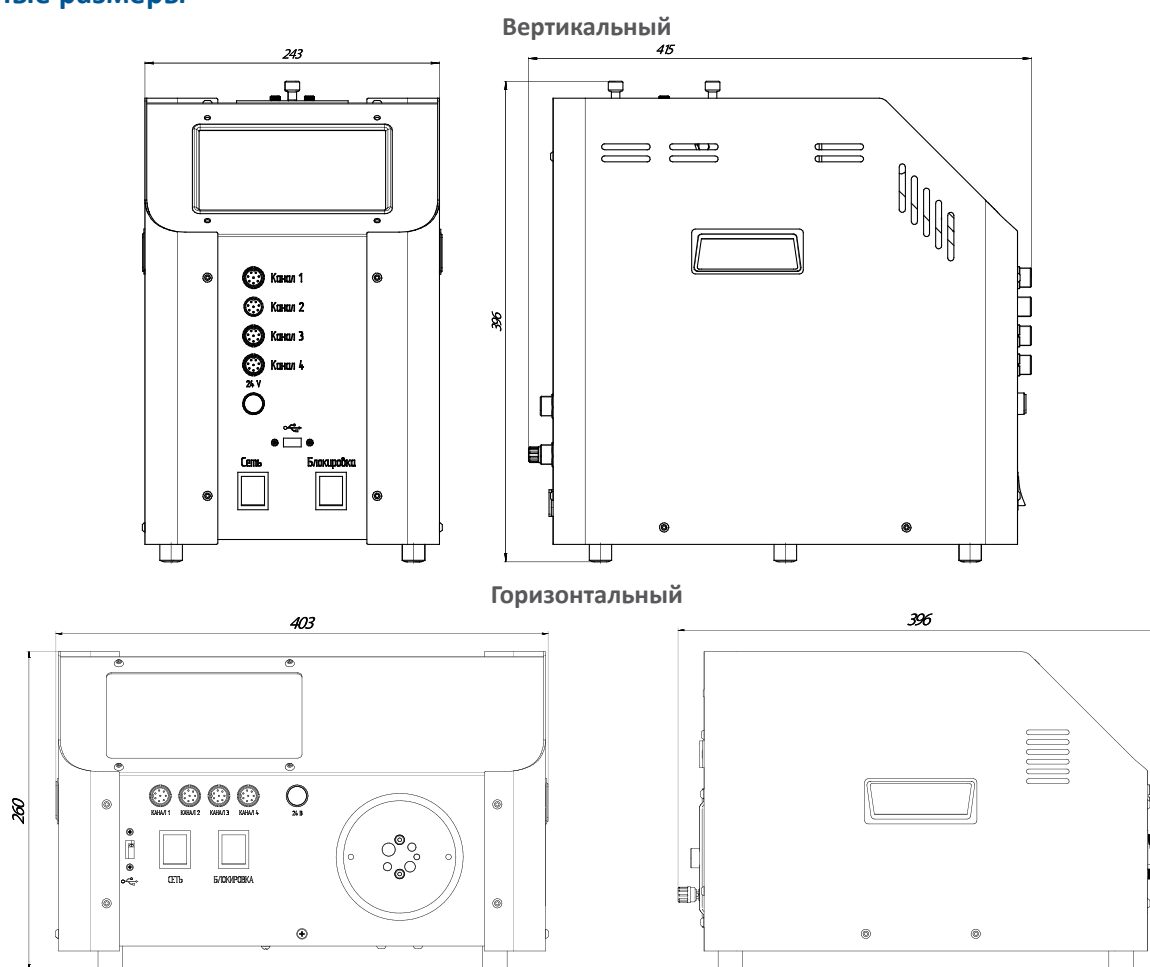 ные размеры
Вертикальный
243
415
396
Канал 1
Канал 2
Канал 3
Канал 4
24 V
Сеть
Блокировка
Горизонтальный
403
396
260
КАНАЛ 1
КАНАЛ 2
КАНАЛ 3
КАНАЛ 4
24 В
СЕТЬ
БЛОКИРОВКА